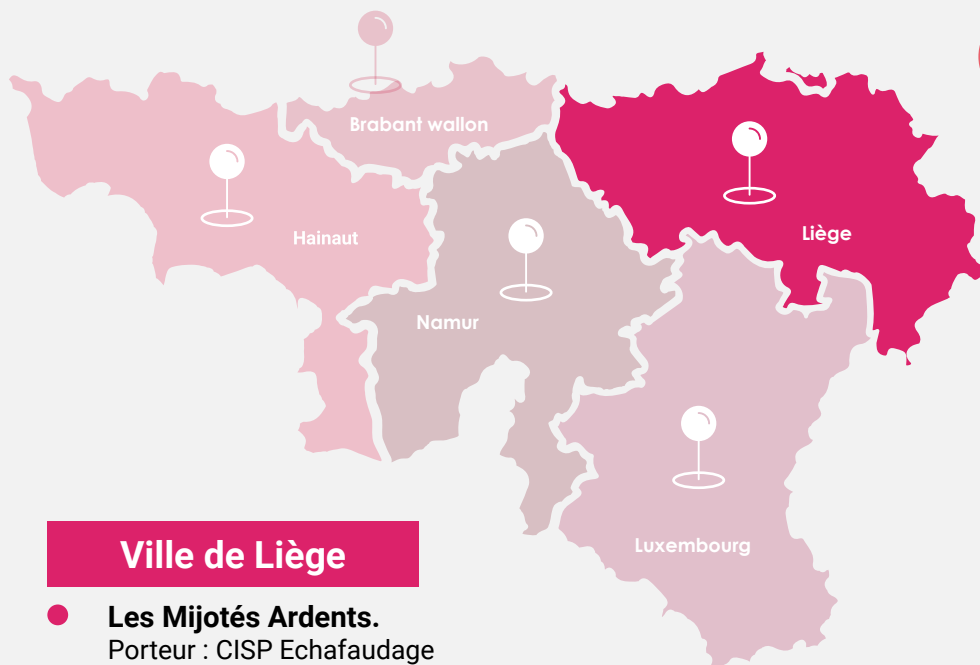 Brabant wallon
Hainaut
Liège
Namur
Luxembourg
Ville de Liège
Les Mijotés Ardents.
Porteur : CISP Echafaudage